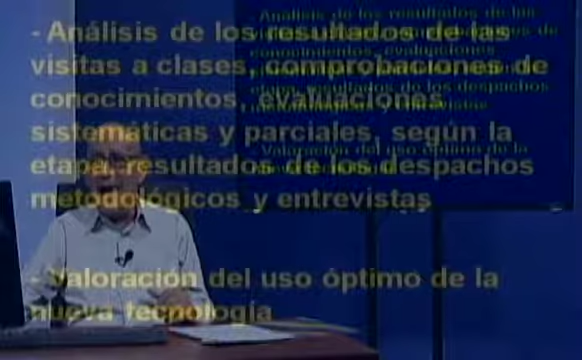 - Análisis de los resultados de las
visitas a clases, comprobaciones de
conocimientos, evaluaciones
sistemáticas y parciales, según la
etapa, resultados de los despachos
metodológicos y entrevistas
- Valoración del uso óptimo de la
nueva tecnología